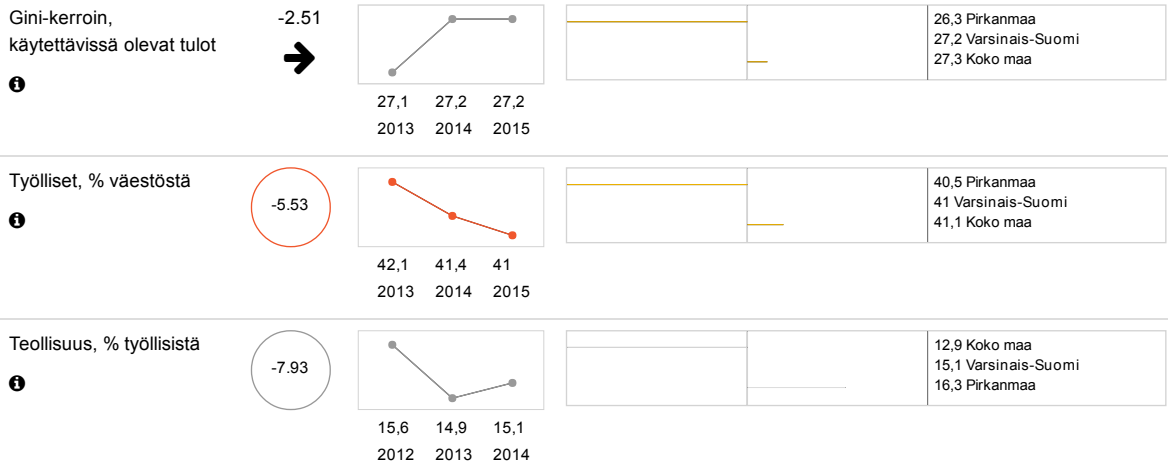 Gini-kerroin,
käytettävissä olevat tulot
-2.51
27,1 27,2 27,2
2013 2014 2015
26,3 Pirkanmaa
27,2 Varsinais-Suomi
27,3 Koko maa
Työlliset, % väestöstä
-5.53
42,1 41,4 41
2013 2014 2015
40,5 Pirkanmaa
41 Varsinais-Suomi
41,1 Koko maa
Teollisuus, % työllisistä
-7.93
15,6 14,9 15,1
2012 2013 2014
12,9 Koko maa
15,1 Varsinais-Suomi
16,3 Pirkanmaa